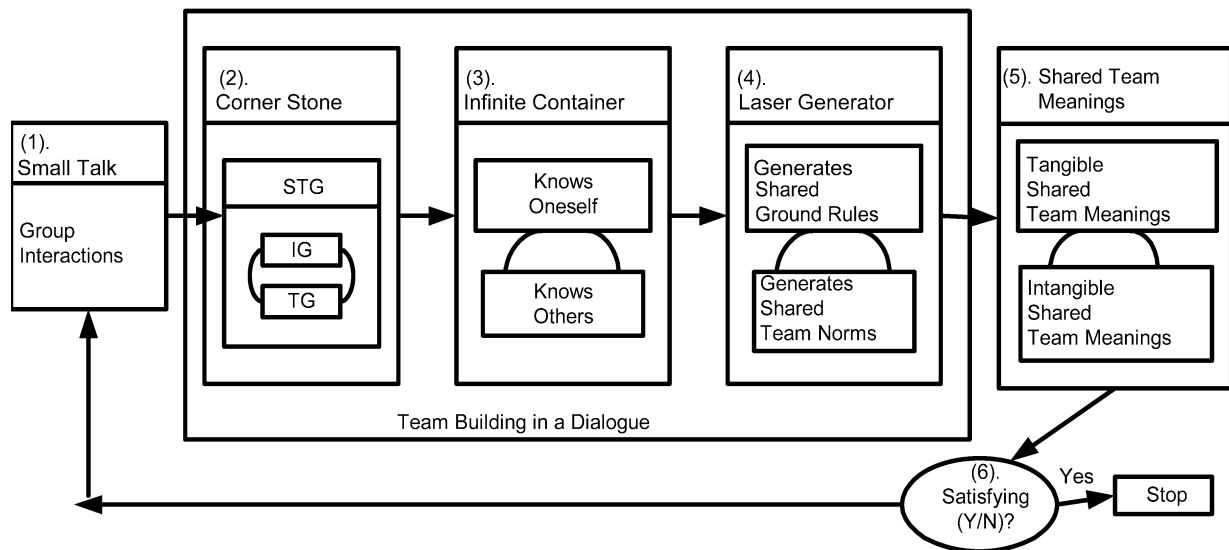 (1).
Small Talk
Group
Interactions
(2).
Corner Stone
STG
IG
TG
(3).
Infinite Container
Knows
Oneself
Knows
Others
(4).
Laser Generator
Generates
Shared
Ground Rules
Generates
Shared
Team Norms
Team Building in a Dialogue
(5). Shared Team
Meanings
Tangible
Shared
Team Meanings
Intangible
Shared
Team Meanings
(6).
Satisfying
(Y/N)?
Yes
Stop